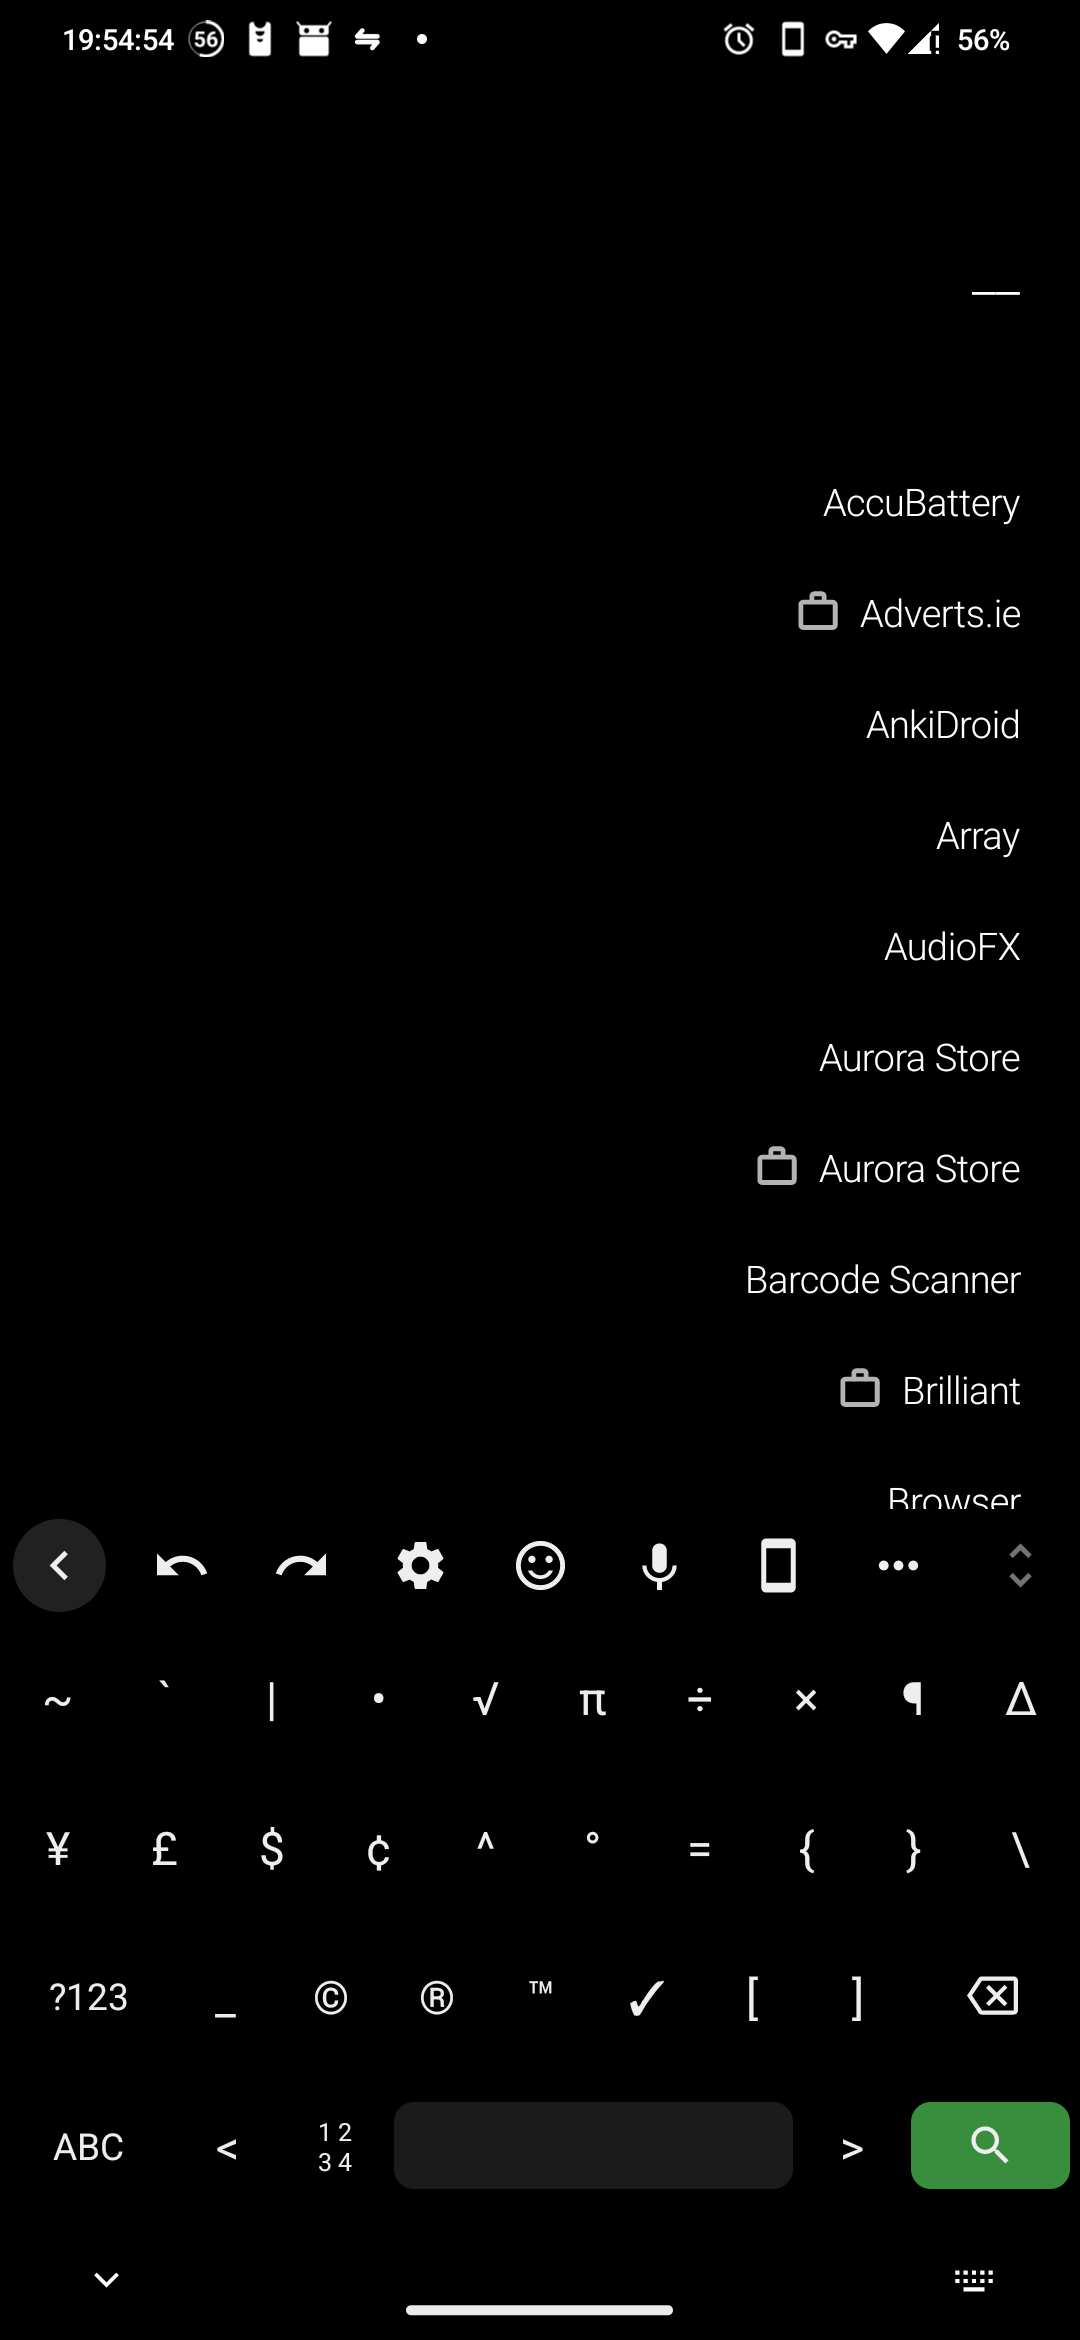 19:54:54 56 56%
__
AccuBattery
Adverts.ie
AnkiDroid
Array
AudioFX
Aurora Store
Aurora Store
Barcode Scanner
Brilliant
Browser
~ ` | • √ π ÷ × ¶ Δ
¥ £ $ ¢ ^ ° = { } \
?123 _ © ® ™ ✓ [ ]
ABC < 1 2 3 4 >